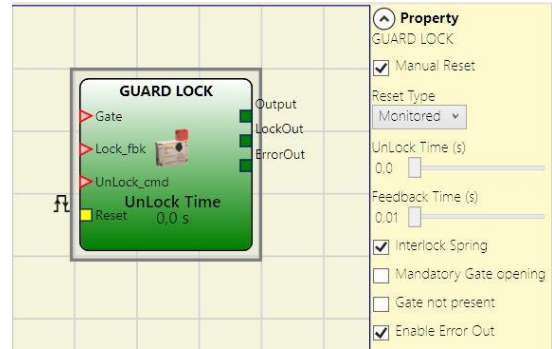 GUARD LOCK
Gate
Lock_fbk
UnLock_cmd
Reset
UnLock Time
0,0 s
Output
LockOut
ErrorOut
Property
GUARD LOCK
Manual Reset
Reset Type
Monitored
UnLock Time (s)
0,0
Feedback Time (s)
0,01
Interlock Spring
Mandatory Gate opening
Gate not present
Enable Error Out